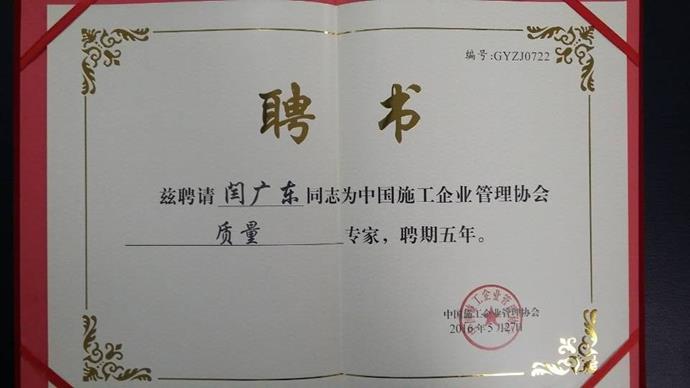 编号:GYZJ0722
聘书
兹聘请闫广东同志为中国施工企业管理协会
质量专家，聘期五年。
中国施工企业管理协会
2016年5月27日